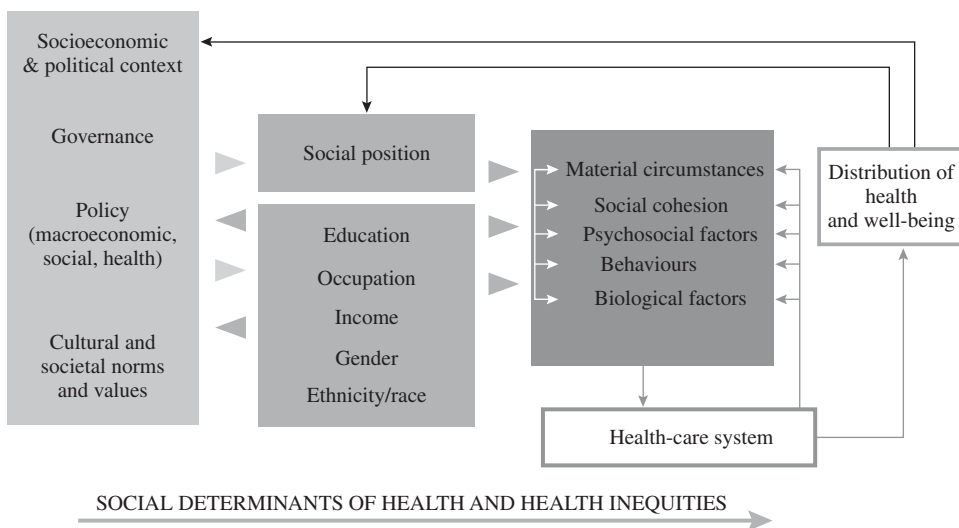 Socioeconomic
& political context
Governance
Policy
(macroeconomic,
social, health)
Cultural and
societal norms
and values
Social position
Education
Occupation
Income
Gender
Ethnicity/race
Material circumstances
Social cohesion
Psychosocial factors
Behaviours
Biological factors
Distribution of
health
and well-being
Health-care system
SOCIAL DETERMINANTS OF HEALTH AND HEALTH INEQUITIES